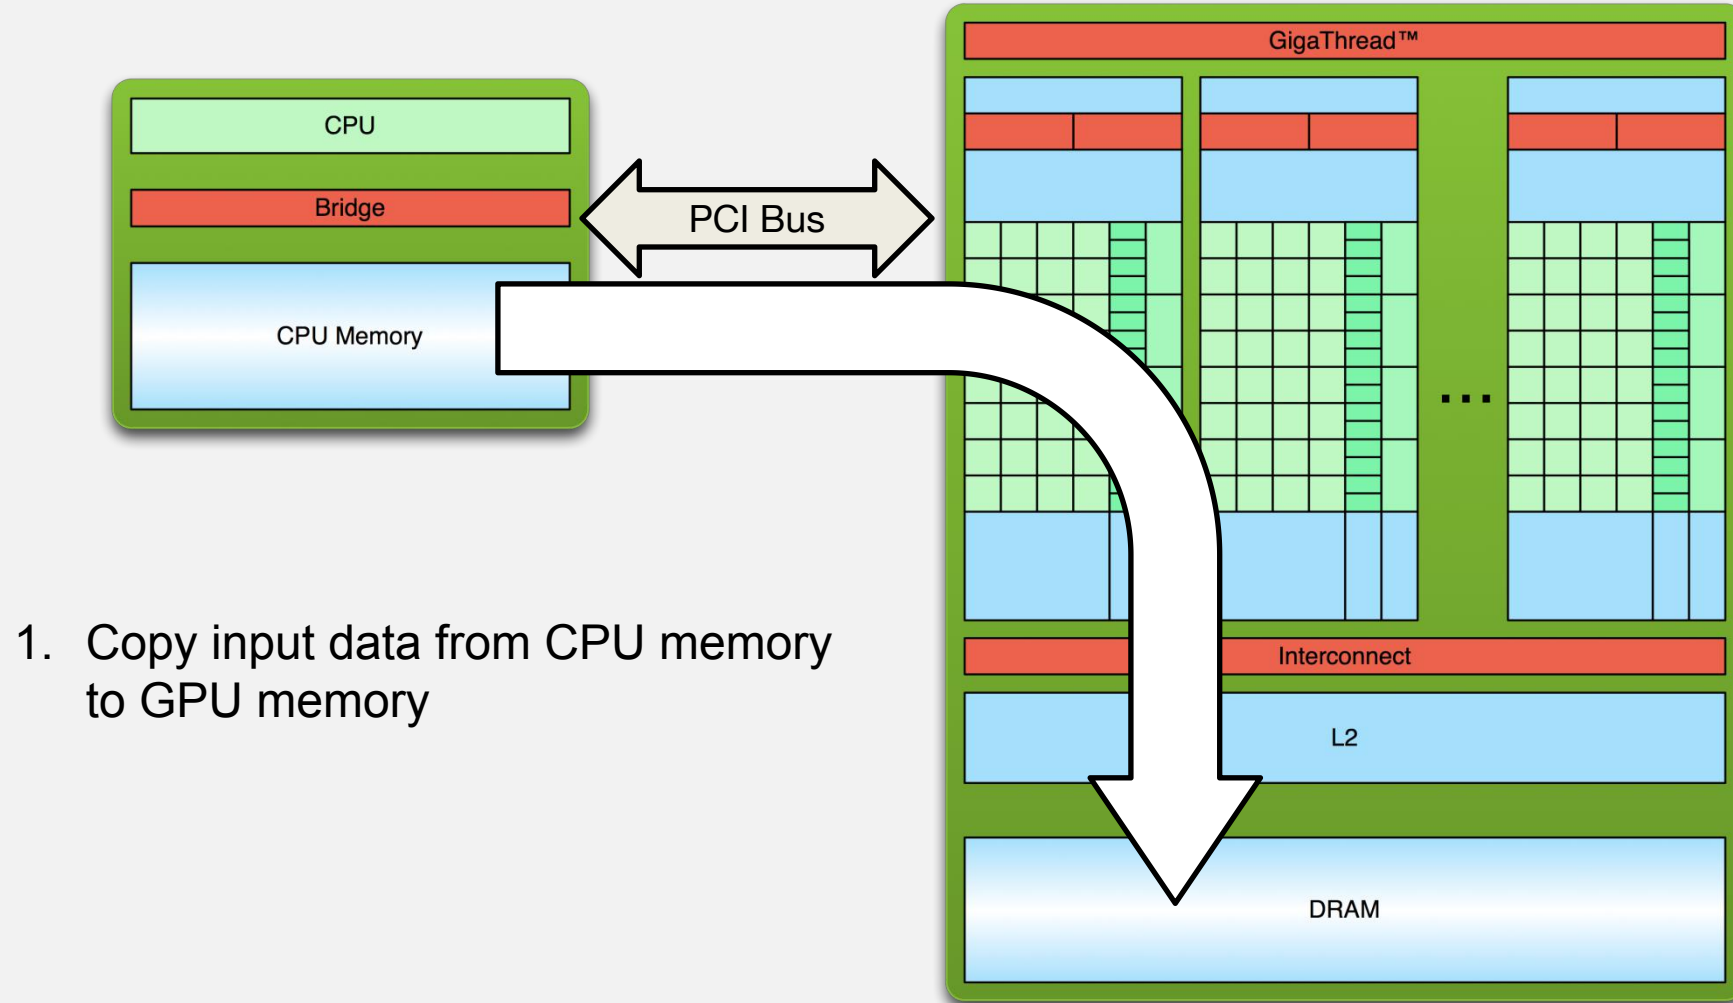 GigaThread™
CPU
Bridge
PCI Bus
CPU Memory
...
1. Copy input data from CPU memory
to GPU memory
Interconnect
L2
DRAM